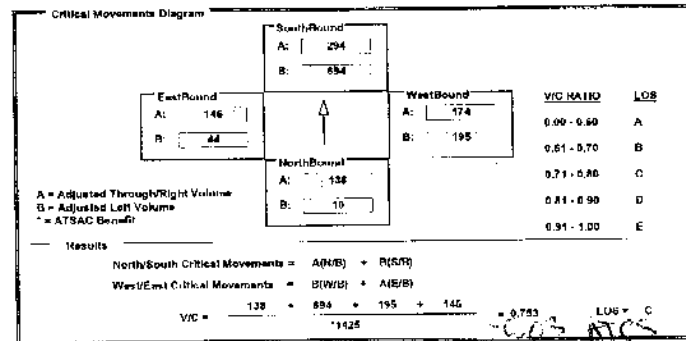 Critical Movements Diagram
SouthBound
A: 294
B: 694
EastBound
A: 146
B: 44
WestBound
A: 174
B: 195
NorthBound
A: 138
B: 10
V/C RATIO LOS
0.00 - 0.60 A
0.61 - 0.70 B
0.71 - 0.80 C
0.81 - 0.90 D
0.91 - 1.00 E
A = Adjusted Through/Right Volume
B = Adjusted Left Volume
* = ATSAC Benefit
Results
North/South Critical Movements = A(N/B) + B(S/B)
West/East Critical Movements = B(W/B) + A(E/B)
V/C = 138 + 694 + 195 + 146 = 0.753 LOS = C
*1425
ATCS